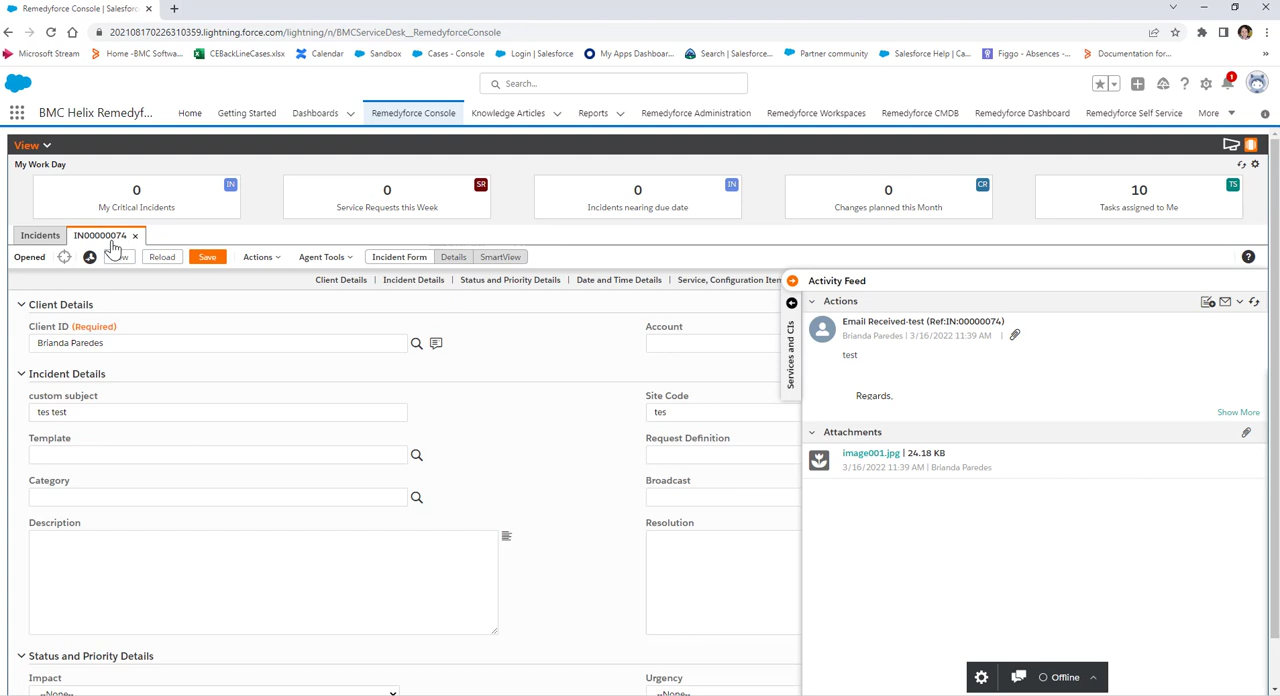 Remedyforce Console | Salesforc
202108170226310359.lightning.force.com/lightning/n/BMCServiceDesk__RemedyforceConsole
Microsoft Stream Home -BMC Softwa... CEBackLineCases.xlsx Calendar Sandbox Cases - Console Login | Salesforce My Apps Dashboar... Search | Salesforce... Partner community Salesforce Help | Ca... Figgo - Absences -... Documentation for...
Search...
1
BMC Helix Remedyf... Home Getting Started Dashboards Remedyforce Console Knowledge Articles Reports Remedyforce Administration Remedyforce Workspaces Remedyforce CMDB Remedyforce Dashboard Remedyforce Self Service More
View
My Work Day
0 IN 0 SR 0 IN 0 CR 10 TS
My Critical Incidents Service Requests this Week Incidents nearing due date Changes planned this Month Tasks assigned to Me
Incidents IN00000074
Opened Reload Save Actions Agent Tools Incident Form Details SmartView
Client Details | Incident Details | Status and Priority Details | Date and Time Details | Service, Configuration Iten
Activity Feed
Actions
Client Details
Email Received-test (Ref:IN:00000074)
Brianda Paredes | 3/16/2022 11:39 AM |
test
Regards,
Show More
Services and CIs
Client ID (Required) Account
Brianda Paredes
Incident Details
custom subject Site Code
tes test tes
Template Request Definition
Attachments
image001.jpg | 24.18 KB
3/16/2022 11:39 AM | Brianda Paredes
Category Broadcast
Description Resolution
Status and Priority Details
Impact Urgency
--None-- --None--
Offline